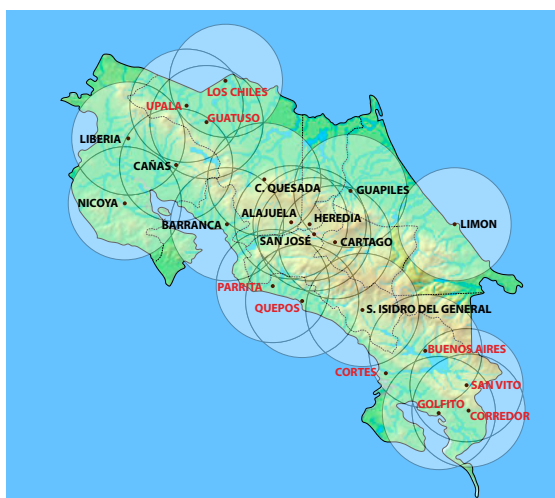 LOS CHILES
UPALA
GUATUSO
LIBERIA
CAÑAS
C. QUESADA
GUAPILES
NICOYA
ALAJUELA
HEREDIA
BARRANCA
LIMON
SAN JOSÉ
CARTAGO
PARRITA
QUEPOS
S. ISIDRO DEL GENERAL
BUENOS AIRES
CORTES
SAN VITO
GOLFITO
CORREDOR